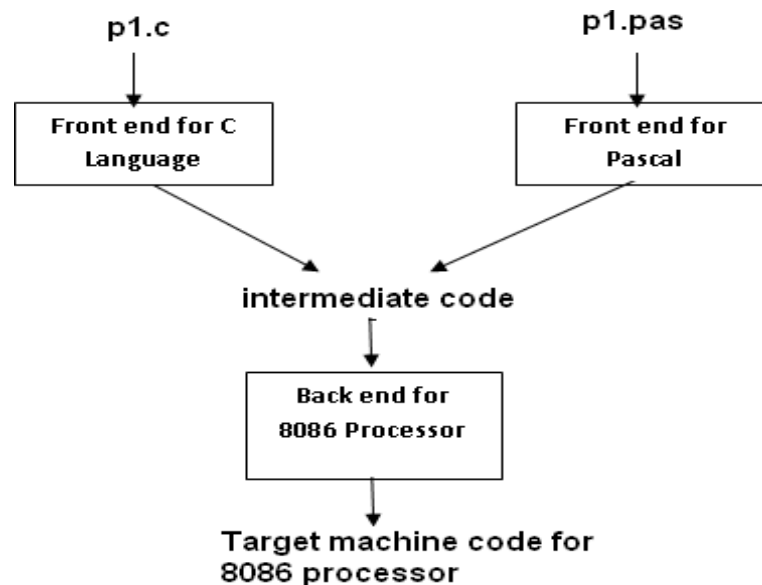 p1.c
p1.pas
Front end for C
Language
Front end for
Pascal
intermediate code
Back end for
8086 Processor
Target machine code for
8086 processor